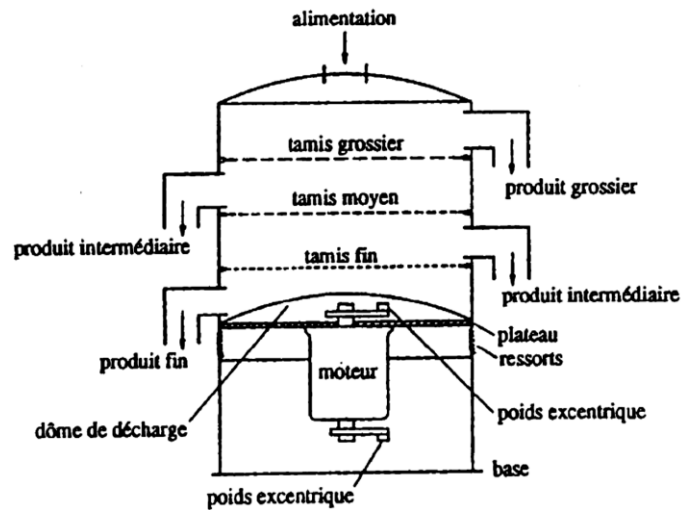 alimentation
tamis grossier
produit grossier
tamis moyen
produit intermédiaire
tamis fin
produit intermédiaire
plateau
produit fin
ressorts
moteur
poids excentrique
dôme de décharge
base
poids excentrique